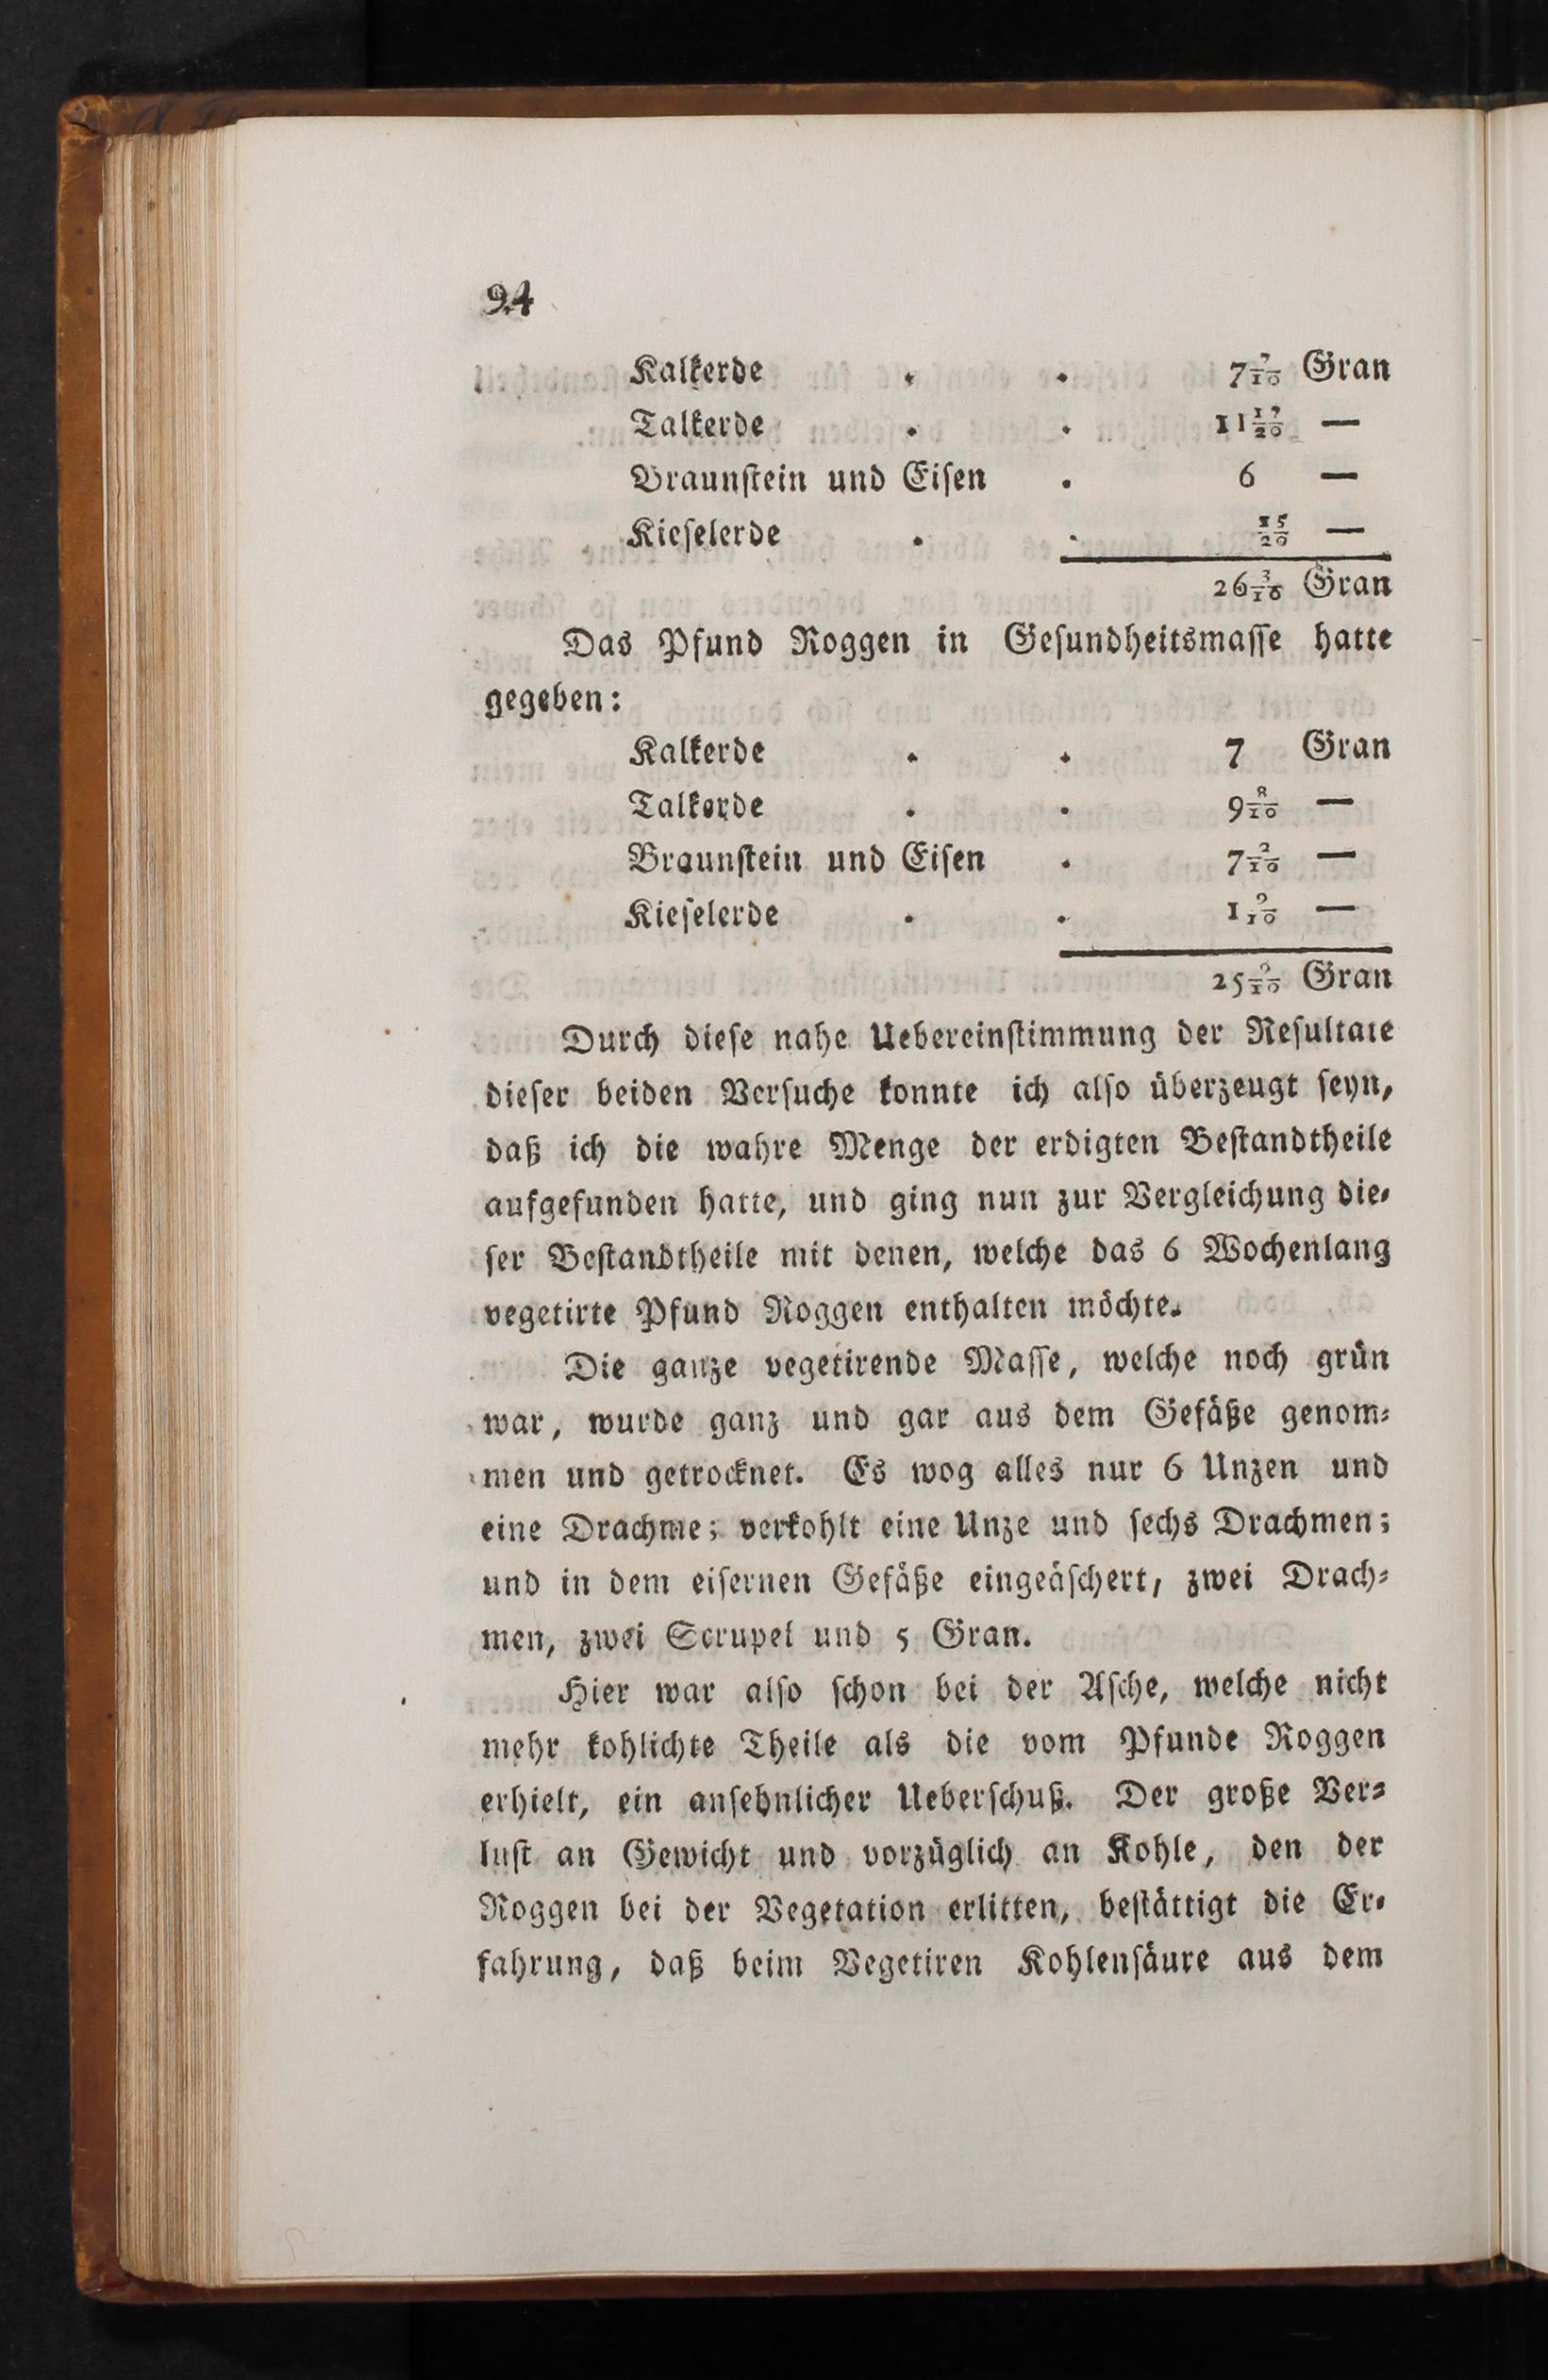 94
Kalkerde . . 7 7/10 Gran
Talkerde . . 11 17/20 —
Braunſtein und Eiſen . 6 —
Kieſelerde . . 15/20 —
26 3/10 Gran
Das Pfund Roggen in Geſundheitsmaſſe hatte
gegeben:
Kalkerde . . 7 Gran
Talkerde . . 9 8/10 —
Braunſtein und Eiſen . 7 2/10 —
Kieſelerde . . 1 9/10 —
25 9/10 Gran
Durch dieſe nahe Uebereinſtimmung der Reſultate
dieſer beiden Verſuche konnte ich alſo überzeugt ſeyn,
daß ich die wahre Menge der erdigten Beſtandtheile
aufgefunden hatte, und ging nun zur Vergleichung die-
ſer Beſtandtheile mit denen, welche das 6 Wochenlang
vegetirte Pfund Roggen enthalten möchte.
Die ganze vegetirende Maſſe, welche noch grün
war, wurde ganz und gar aus dem Gefäße genom-
men und getrocknet. Es wog alles nur 6 Unzen und
eine Drachme; verkohlt eine Unze und ſechs Drachmen;
und in dem eiſernen Gefäße eingeäſchert, zwei Drach-
men, zwei Scrupel und 5 Gran.
Hier war alſo ſchon bei der Aſche, welche nicht
mehr kohlichte Theile als die vom Pfunde Roggen
erhielt, ein anſehnlicher Ueberſchuß. Der große Ver-
luſt an Gewicht und vorzüglich an Kohle, den der
Roggen bei der Vegetation erlitten, beſtättigt die Er-
fahrung, daß beim Vegetiren Kohlenſäure aus dem